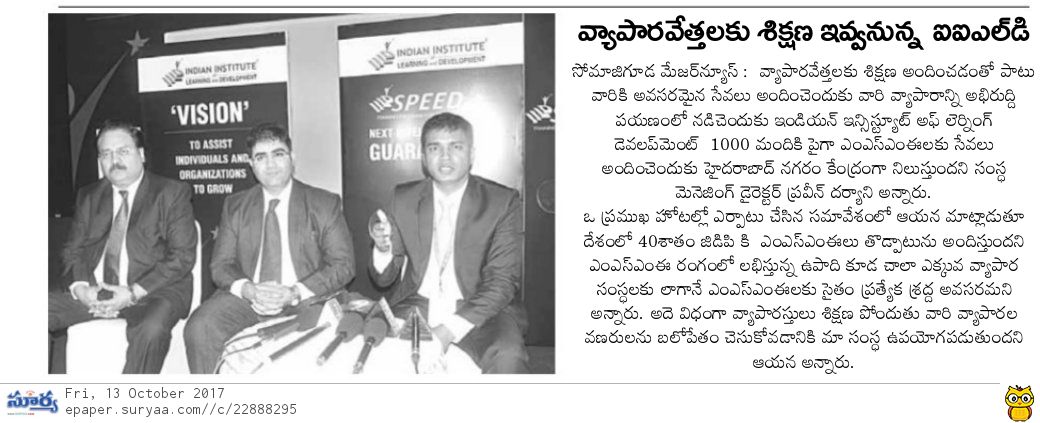 వ్యాపారవేత్తలకు శిక్షణ ఇవ్వనున్న ఐఐఎల్‌డి
సోమాజిగూడ మేజర్‌న్యూస్ : వ్యాపారవేత్తలకు శిక్షణ అందించడంతో పాటు
వారికి అవసరమైన సేవలు అందించెందుకు వారి వ్యాపారాన్ని అభిరుద్ది
పయణంలో నడిచెందుకు ఇండియన్ ఇన్సిస్ట్యూట్ అఫ్ లెర్నింగ్
డెవలప్‌మెంట్ 1000 మందికి పైగా ఎంఎస్ఎంఈలకు సేవలు
అందించెందుకు హైదరాబాద్ నగరం కేంద్రంగా నిలుస్తుందని సంస్ధ
మెనెజింగ్ డైరెక్టర్ ప్రవీన్ దర్యాని అన్నారు.
ఒ ప్రముఖ హోటల్లో ఎర్పాటు చేసిన సమావేశంలో ఆయన మాట్లాడుతూ
దేశంలో 40శాతం జిడిపి కి ఎంఎస్ఎంఈలు తొడ్పాటును అందిస్తుందని
ఎంఎస్ఎంఈ రంగంలో లభిస్తున్న ఉపాది కూడ చాలా ఎక్కువ వ్యాపార
సంస్ధలకు లాగానే ఎంఎస్ఎంఈలకు సైతం ప్రత్యేక శ్రద్ద అవసరమని
అన్నారు. అదె విధంగా వ్యాపారస్తులు శిక్షణ పోందుతు వారి వ్యాపారల
వణరులను బలోపేతం చేసుకోవడానికి మా సంస్ధ ఉపయోగపడుతుందని
ఆయన అన్నారు.
INDIAN INSTITUTE
of
LEARNING and DEVELOPMENT
'VISION'
TO ASSIST
INDIVIDUALS AND
ORGANIZATIONS
TO GROW
INDIAN INSTITUTE
of
LEARNING and DEVELOPMENT
SPEED
NEXT
GUARA
సూర్య
Fri, 13 October 2017
epaper.suryaa.com//c/22888295